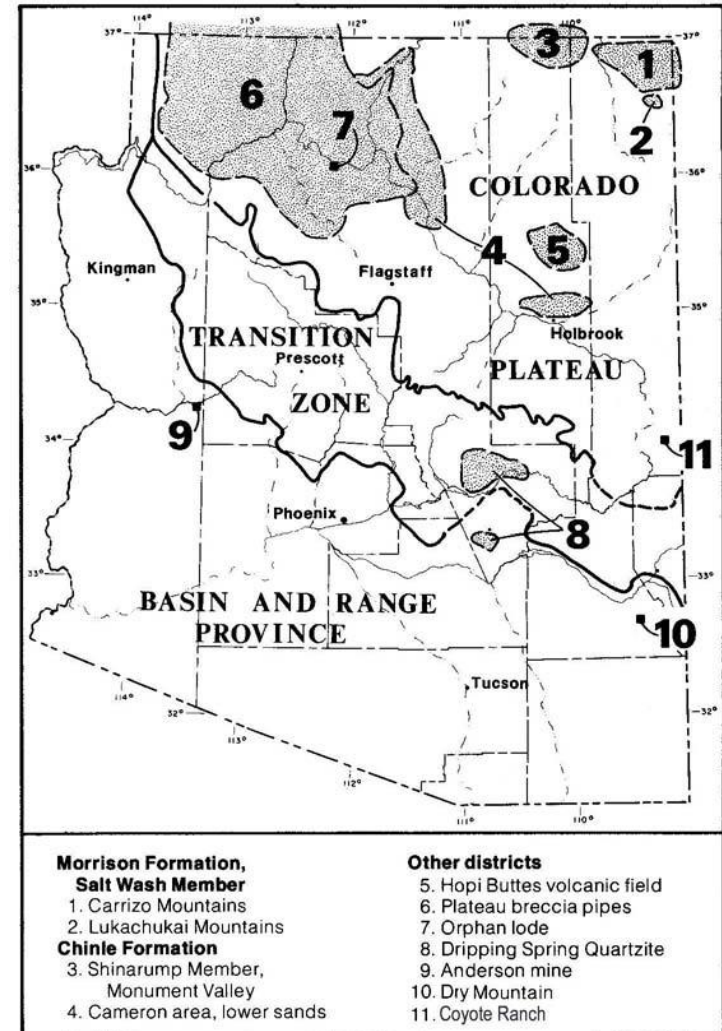 114°
113°
112°
111°
110°
37°
37°
3
1
6
2
7
36°
36°
COLORADO
4
5
Kingman
Flagstaff
35°
35°
TRANSITION
Holbrook
Prescott
PLATEAU
ZONE
9
34°
34°
11
Phoenix
8
33°
33°
BASIN AND RANGE
PROVINCE
10
Tucson
114°
32°
32°
113°
112°
111°
110°
Morrison Formation,
Salt Wash Member
1. Carrizo Mountains
2. Lukachukai Mountains
Chinle Formation
3. Shinarump Member,
Monument Valley
4. Cameron area, lower sands
Other districts
5. Hopi Buttes volcanic field
6. Plateau breccia pipes
7. Orphan lode
8. Dripping Spring Quartzite
9. Anderson mine
10. Dry Mountain
11. Coyote Ranch